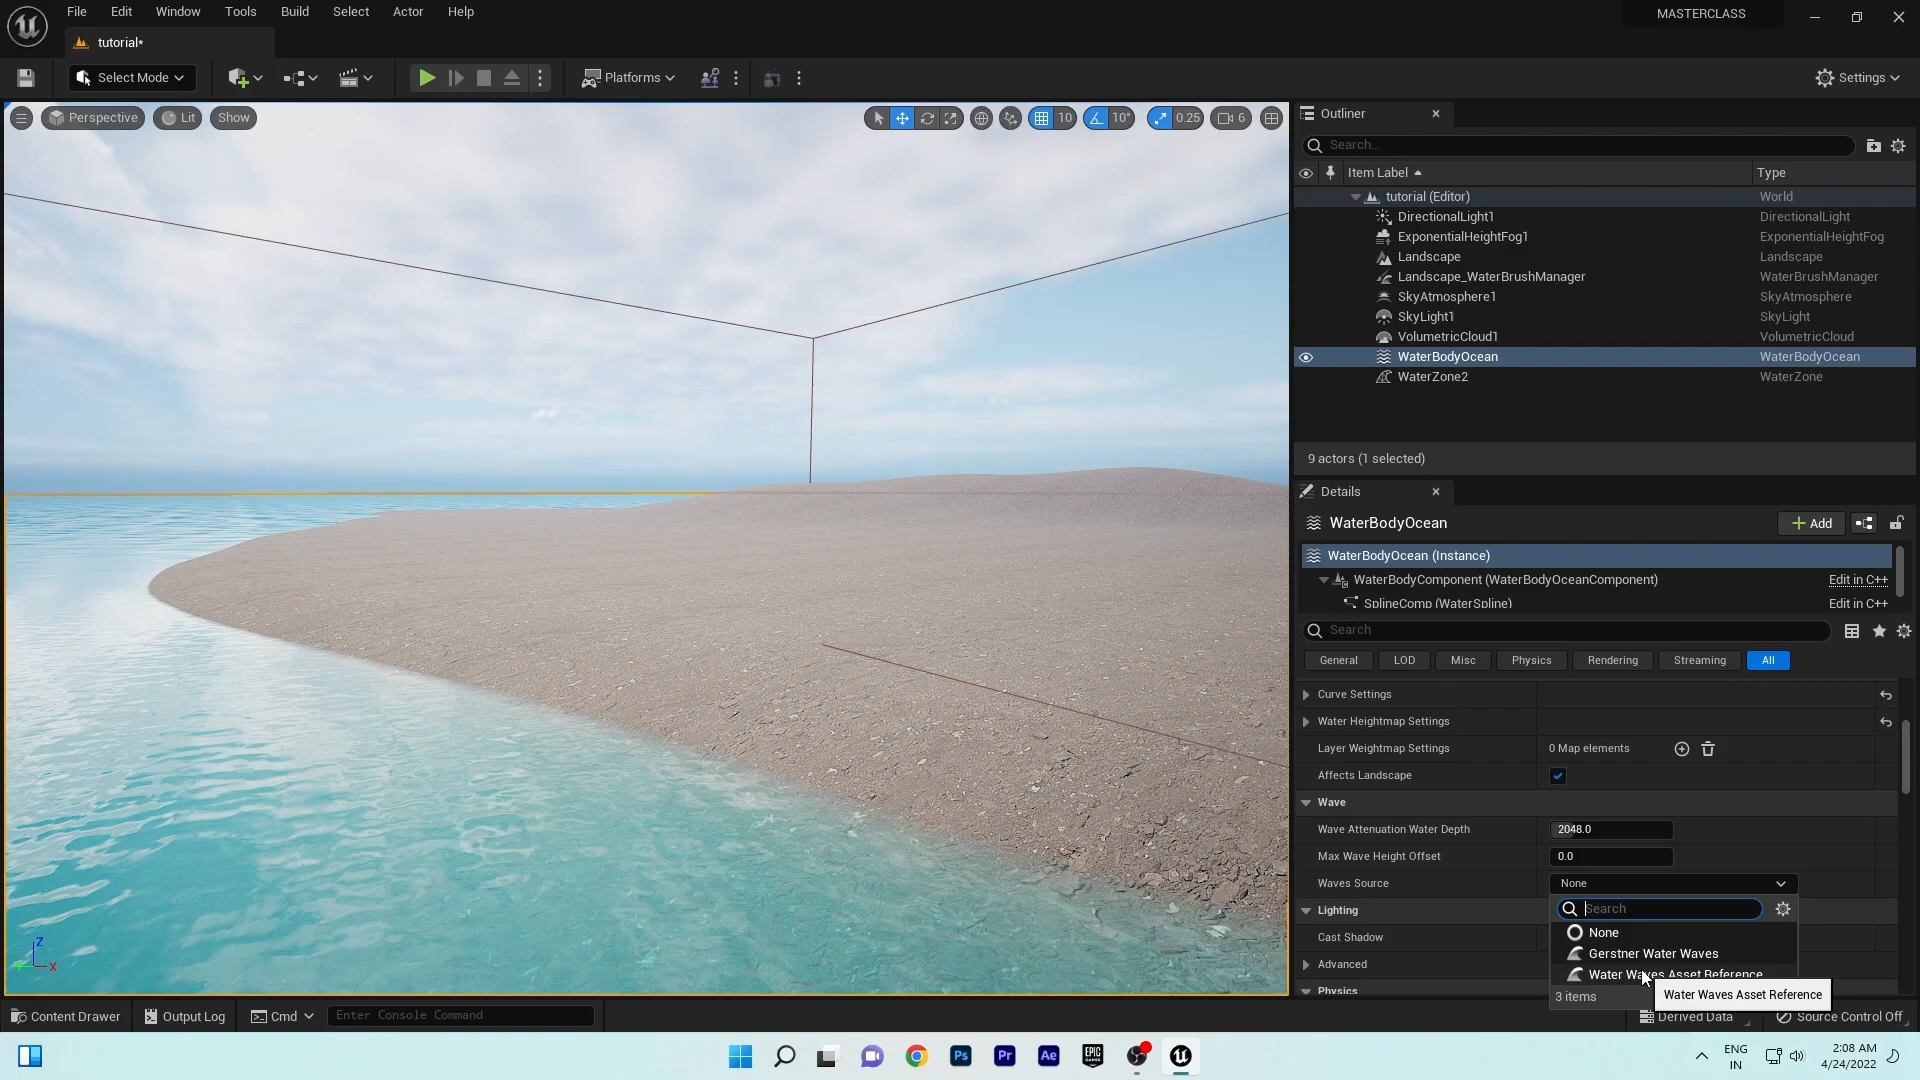 File Edit Window Tools Build Select Actor Help
MASTERCLASS
tutorial*
Select Mode
Platforms
Settings
Perspective Lit Show
10 10° 0.25 6
Outliner
Search...
Item Label Type
tutorial (Editor) World
DirectionalLight1 DirectionalLight
ExponentialHeightFog1 ExponentialHeightFog
Landscape Landscape
Landscape_WaterBrushManager WaterBrushManager
SkyAtmosphere1 SkyAtmosphere
SkyLight1 SkyLight
VolumetricCloud1 VolumetricCloud
WaterBodyOcean WaterBodyOcean
WaterZone2 WaterZone
9 actors (1 selected)
Details
WaterBodyOcean Add
WaterBodyOcean (Instance)
WaterBodyComponent (WaterBodyOceanComponent) Edit in C++
SplineComp (WaterSpline) Edit in C++
Search
General LOD Misc Physics Rendering Streaming All
Curve Settings
Water Heightmap Settings
Layer Weightmap Settings 0 Map elements
Affects Landscape
Wave
Wave Attenuation Water Depth 2048.0
Max Wave Height Offset 0.0
Waves Source None
Lighting Search
None
Cast Shadow
Gerstner Water Waves
Advanced
Water Waves Asset Reference
Physics
3 items
Water Waves Asset Reference
Z
X
Content Drawer Output Log Cmd Enter Console Command Derived Data Source Control Off
Ps Pr Ae EPIC GAMES
ENG
IN
2:08 AM
4/24/2022